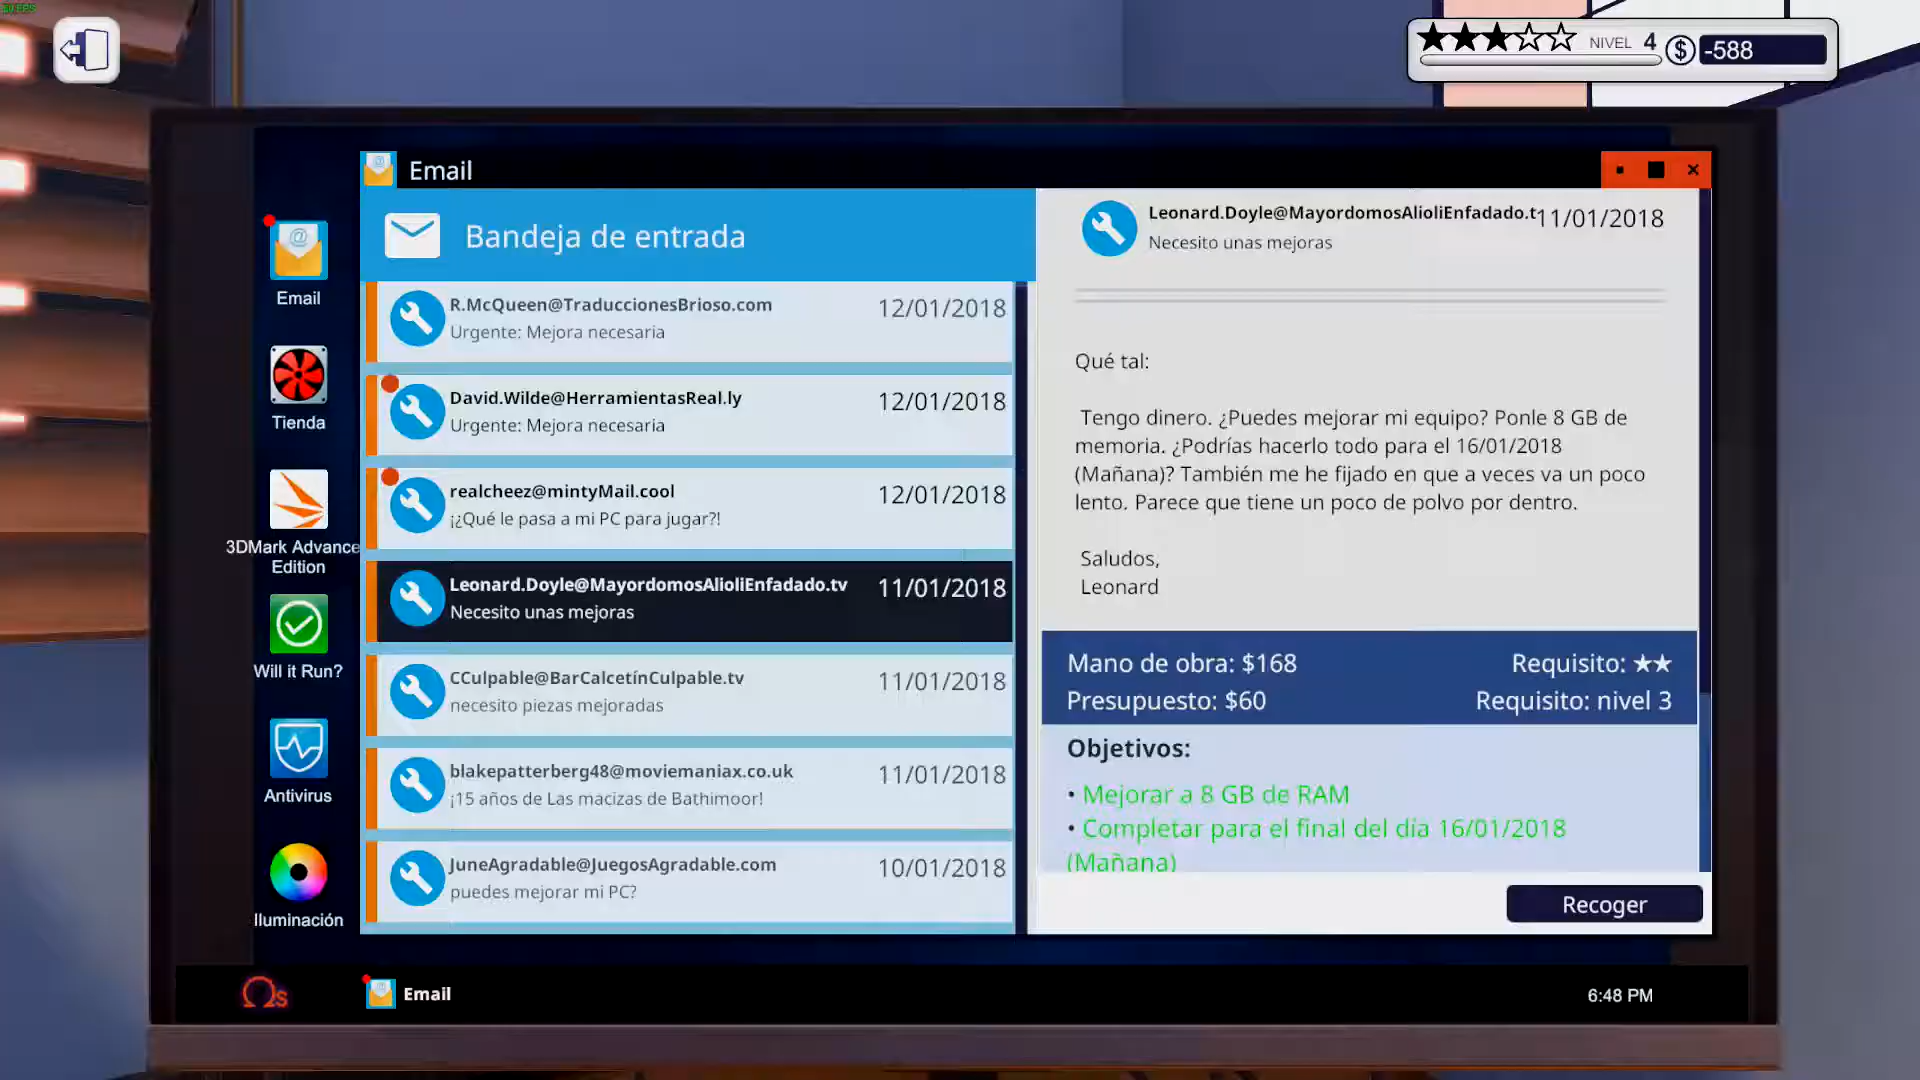 60 FPS
NIVEL 4
-588
Email
Email
Tienda
3DMark Advance
Edition
Will it Run?
Antivirus
Iluminación
Bandeja de entrada
R.McQueen@TraduccionesBrioso.com 12/01/2018
Urgente: Mejora necesaria
David.Wilde@HerramientasReal.ly 12/01/2018
Urgente: Mejora necesaria
realcheez@mintyMail.cool 12/01/2018
¡¿Qué le pasa a mi PC para jugar?!
Leonard.Doyle@MayordomosAlioliEnfadado.tv 11/01/2018
Necesito unas mejoras
CCulpable@BarCalcetínCulpable.tv 11/01/2018
necesito piezas mejoradas
blakepatterberg48@moviemaniax.co.uk 11/01/2018
¡15 años de Las macizas de Bathimoor!
JuneAgradable@JuegosAgradable.com 10/01/2018
puedes mejorar mi PC?
Leonard.Doyle@MayordomosAlioliEnfadado.t 11/01/2018
Necesito unas mejoras
Qué tal:
Tengo dinero. ¿Puedes mejorar mi equipo? Ponle 8 GB de
memoria. ¿Podrías hacerlo todo para el 16/01/2018
(Mañana)? También me he fijado en que a veces va un poco
lento. Parece que tiene un poco de polvo por dentro.
Saludos,
Leonard
Mano de obra: $168 Requisito: ★★
Presupuesto: $60 Requisito: nivel 3
Objetivos:
• Mejorar a 8 GB de RAM
• Completar para el final del día 16/01/2018
(Mañana)
Recoger
Ωs
Email
6:48 PM